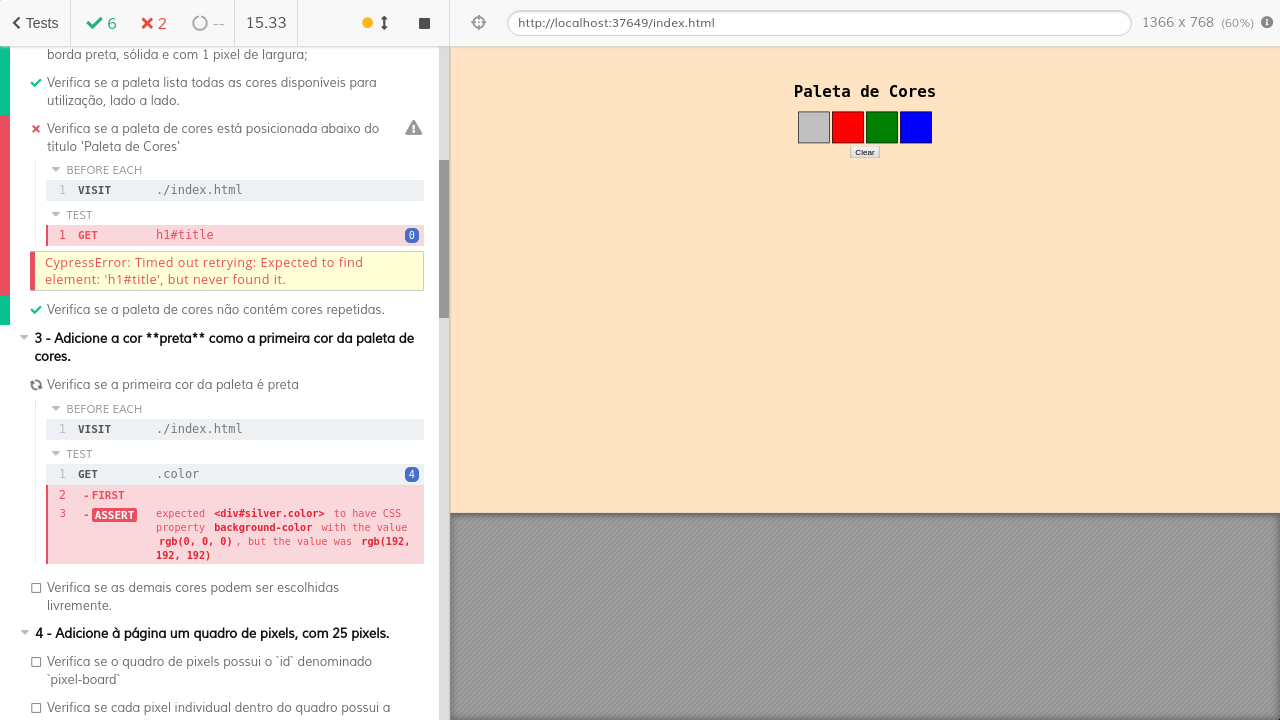 Tests 6 2 -- 15.33 http://localhost:37649/index.html 1366 x 768 (60%)
borda preta, sólida e com 1 pixel de largura;
Verifica se a paleta lista todas as cores disponíveis para
utilização, lado a lado.
Verifica se a paleta de cores está posicionada abaixo do
título 'Paleta de Cores'
BEFORE EACH
1 VISIT ./index.html
TEST
1 GET h1#title 0
CypressError: Timed out retrying: Expected to find
element: 'h1#title', but never found it.
Verifica se a paleta de cores não contém cores repetidas.
3 - Adicione a cor **preta** como a primeira cor da paleta de
cores.
Verifica se a primeira cor da paleta é preta
BEFORE EACH
1 VISIT ./index.html
TEST
1 GET .color 4
2 - FIRST
3 - ASSERT expected <div#silver.color> to have CSS
property background-color with the value
rgb(0, 0, 0) , but the value was rgb(192,
192, 192)
Verifica se as demais cores podem ser escolhidas
livremente.
4 - Adicione à página um quadro de pixels, com 25 pixels.
Verifica se o quadro de pixels possui o `id` denominado
`pixel-board`
Verifica se cada pixel individual dentro do quadro possui a
Paleta de Cores
Clear